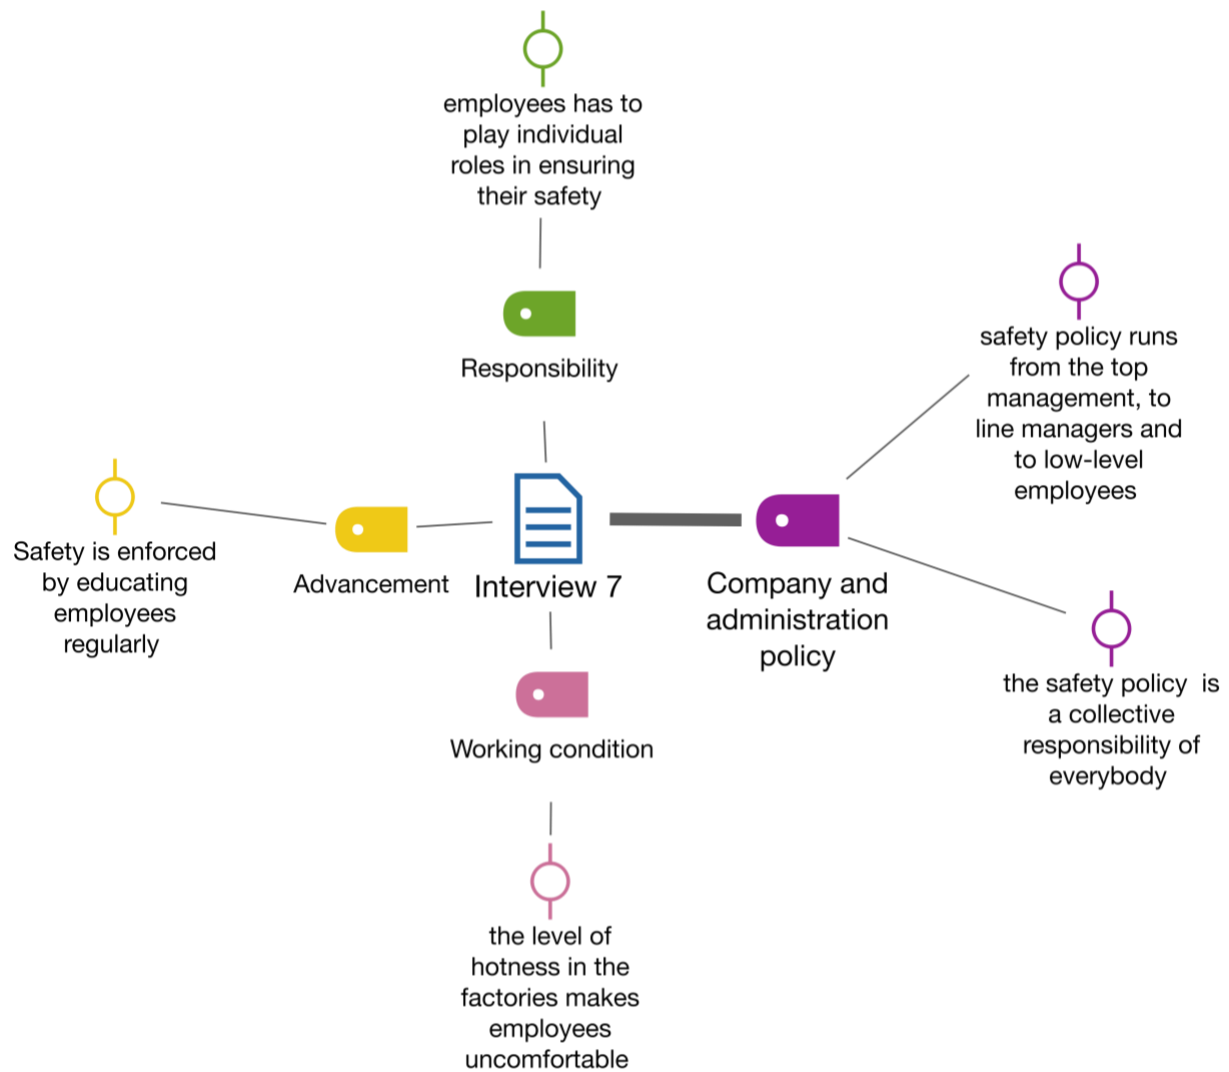 employees has to
play individual
roles in ensuring
their safety
Responsibility
safety policy runs
from the top
management, to
line managers and
to low-level
employees
Safety is enforced
by educating
employees
regularly
Advancement
Interview 7
Company and
administration
policy
the safety policy  is
a collective
responsibility of
everybody
Working condition
the level of
hotness in the
factories makes
employees
uncomfortable